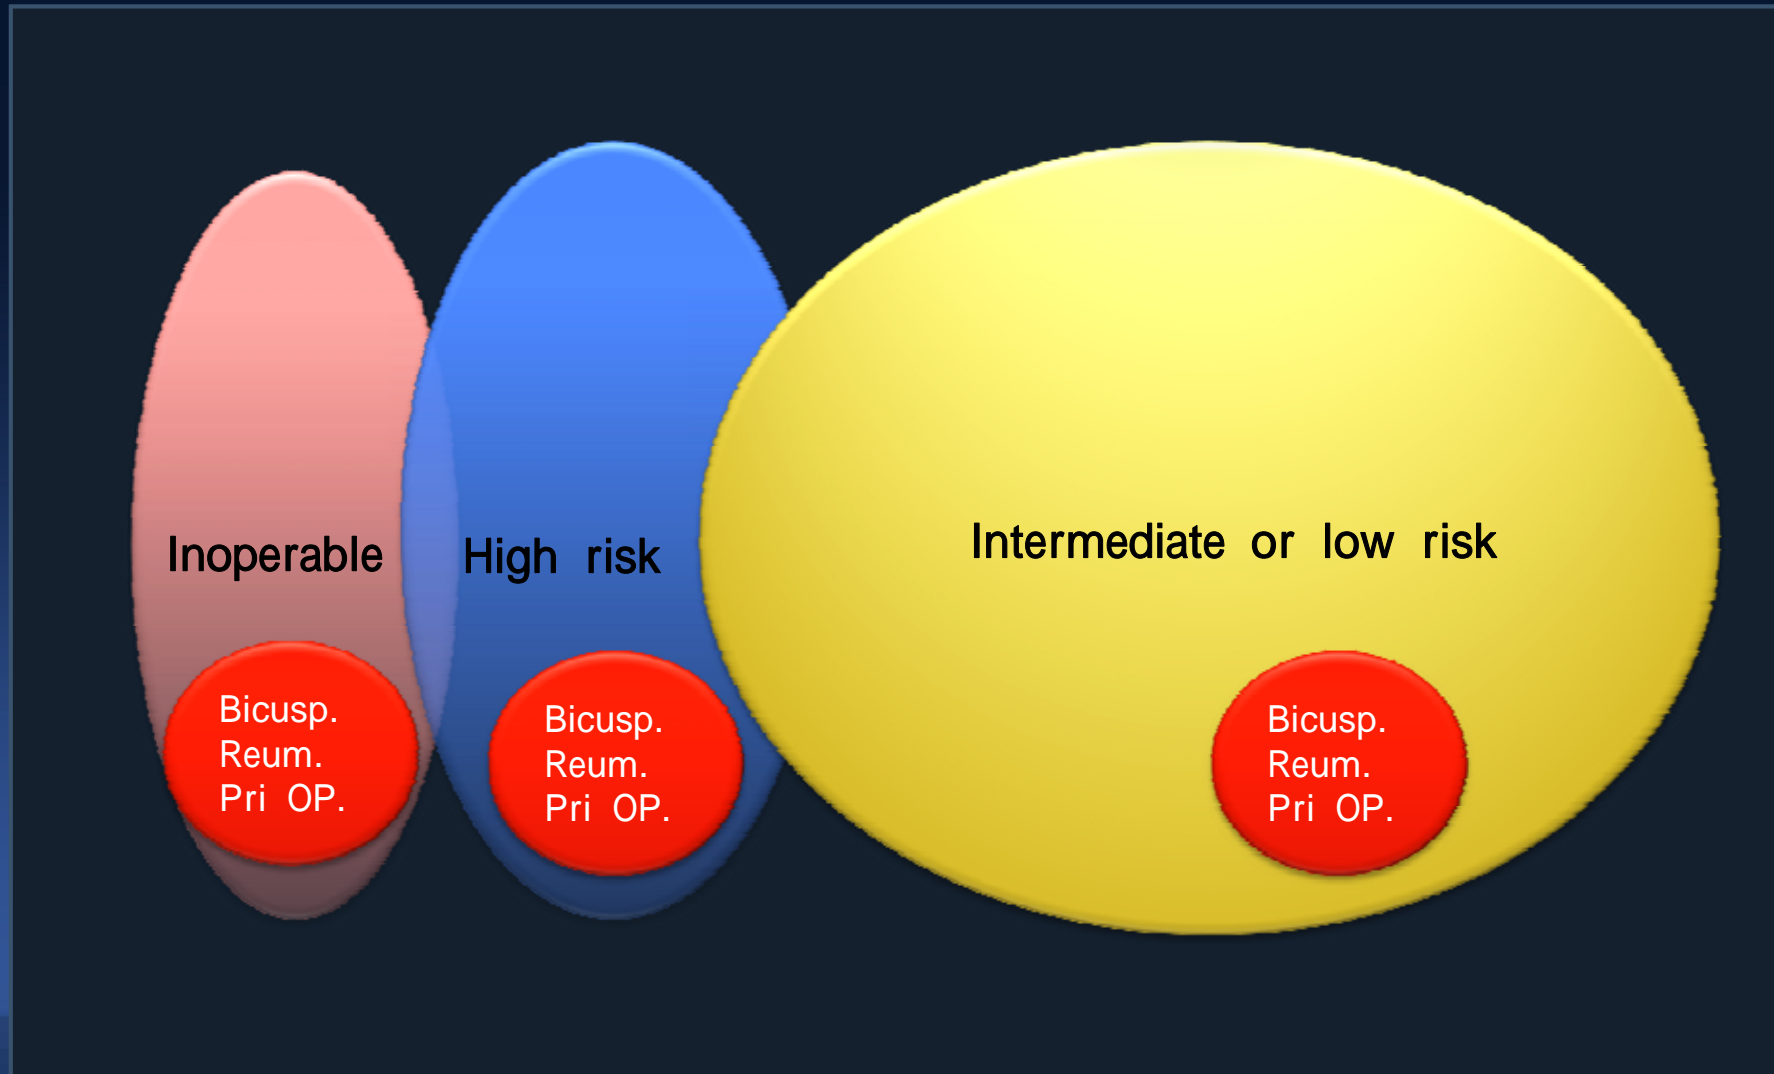 Inoperable
High risk
Intermediate or low risk
Bicusp.
Reum.
Pri OP.
Bicusp.
Reum.
Pri OP.
Bicusp.
Reum.
Pri OP.